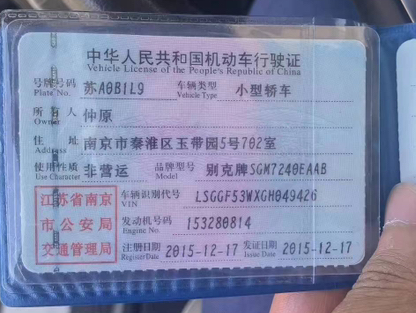 中华人民共和国机动车行驶证
Vehicle License of the People's Republic of China
号牌号码 苏A0B1L9 车辆类型 小型轿车
Plate No. Vehicle Type
所有人 仲原
Owner
住址 南京市秦淮区玉带园5号702室
Address
使用性质 非营运 品牌型号 别克牌SGM7240EAAB
Use Character Model
江苏省南京
市公安局
交通管理局
车辆识别代号 LSGGF53WXGH049426
VIN
发动机号码 153280814
Engine No.
注册日期 2015-12-17 发证日期 2015-12-17
Register Date Issue Date